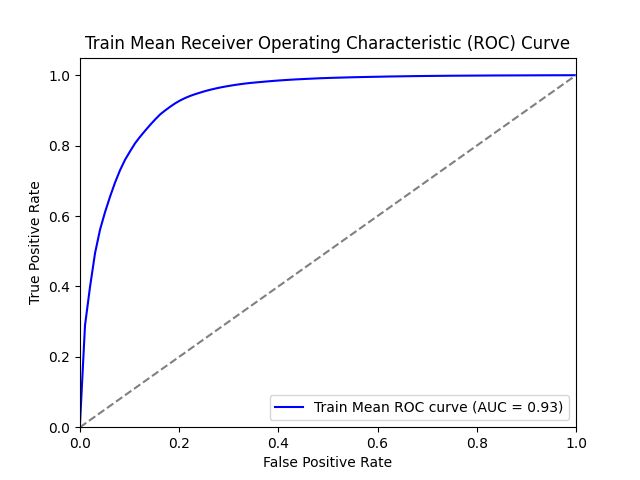 Train Mean Receiver Operating Characteristic (ROC) Curve
1.0
0.8
0.6
0.4
0.2
0.0
True Positive Rate
Train Mean ROC curve (AUC = 0.93)
0.0 0.2 0.4 0.6 0.8 1.0
False Positive Rate